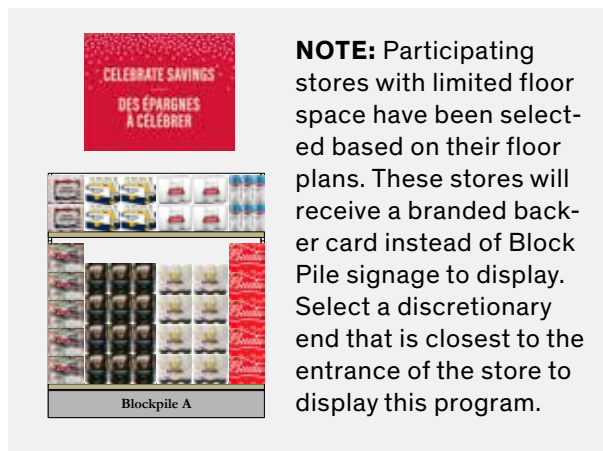 CELEBRATE SAVINGS
DES ÉPARGNES
À CÉLÉBRER
Blockpile A
NOTE: Participating
stores with limited floor
space have been select-
ed based on their floor
plans. These stores will
receive a branded back-
er card instead of Block
Pile signage to display.
Select a discretionary
end that is closest to the
entrance of the store to
display this program.